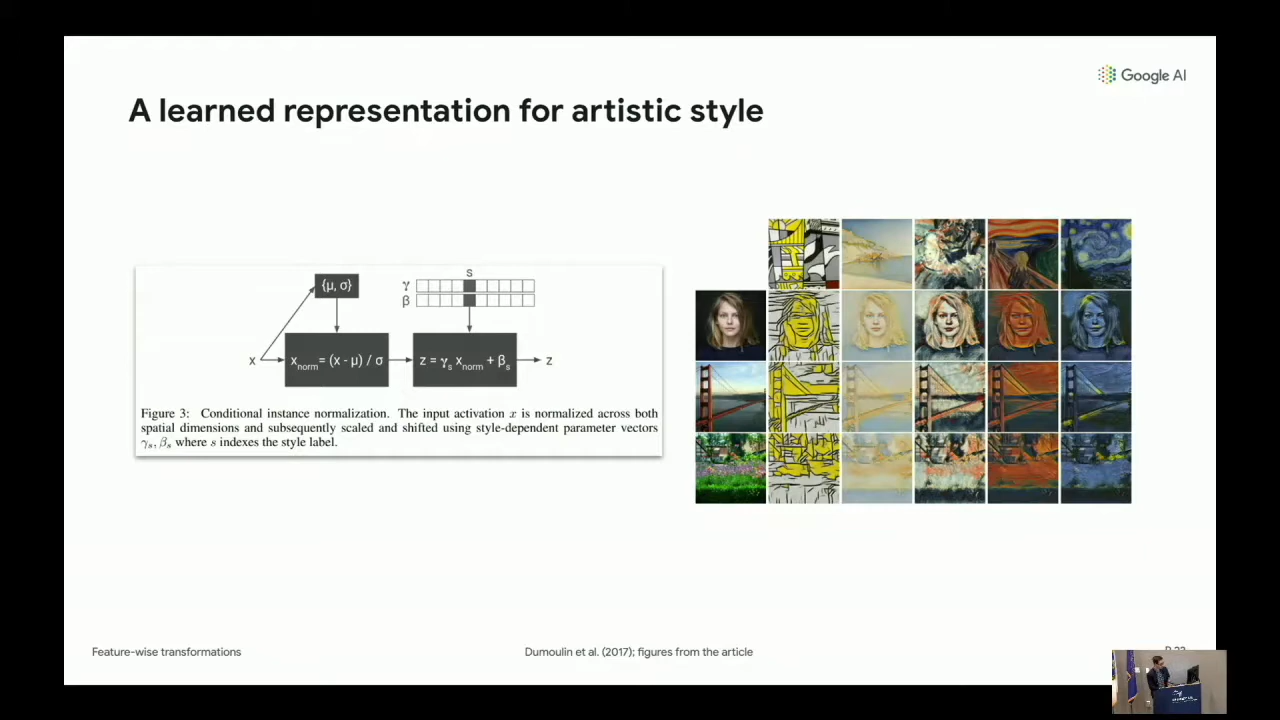 Google AI
A learned representation for artistic style
{μ, σ}
s
γ
β
x
x_norm = (x - μ) / σ
z = γ_s x_norm + β_s
z
Figure 3: Conditional instance normalization. The input activation x is normalized across both
spatial dimensions and subsequently scaled and shifted using style-dependent parameter vectors
γ_s, β_s where s indexes the style label.
Feature-wise transformations
Dumoulin et al. (2017); figures from the article